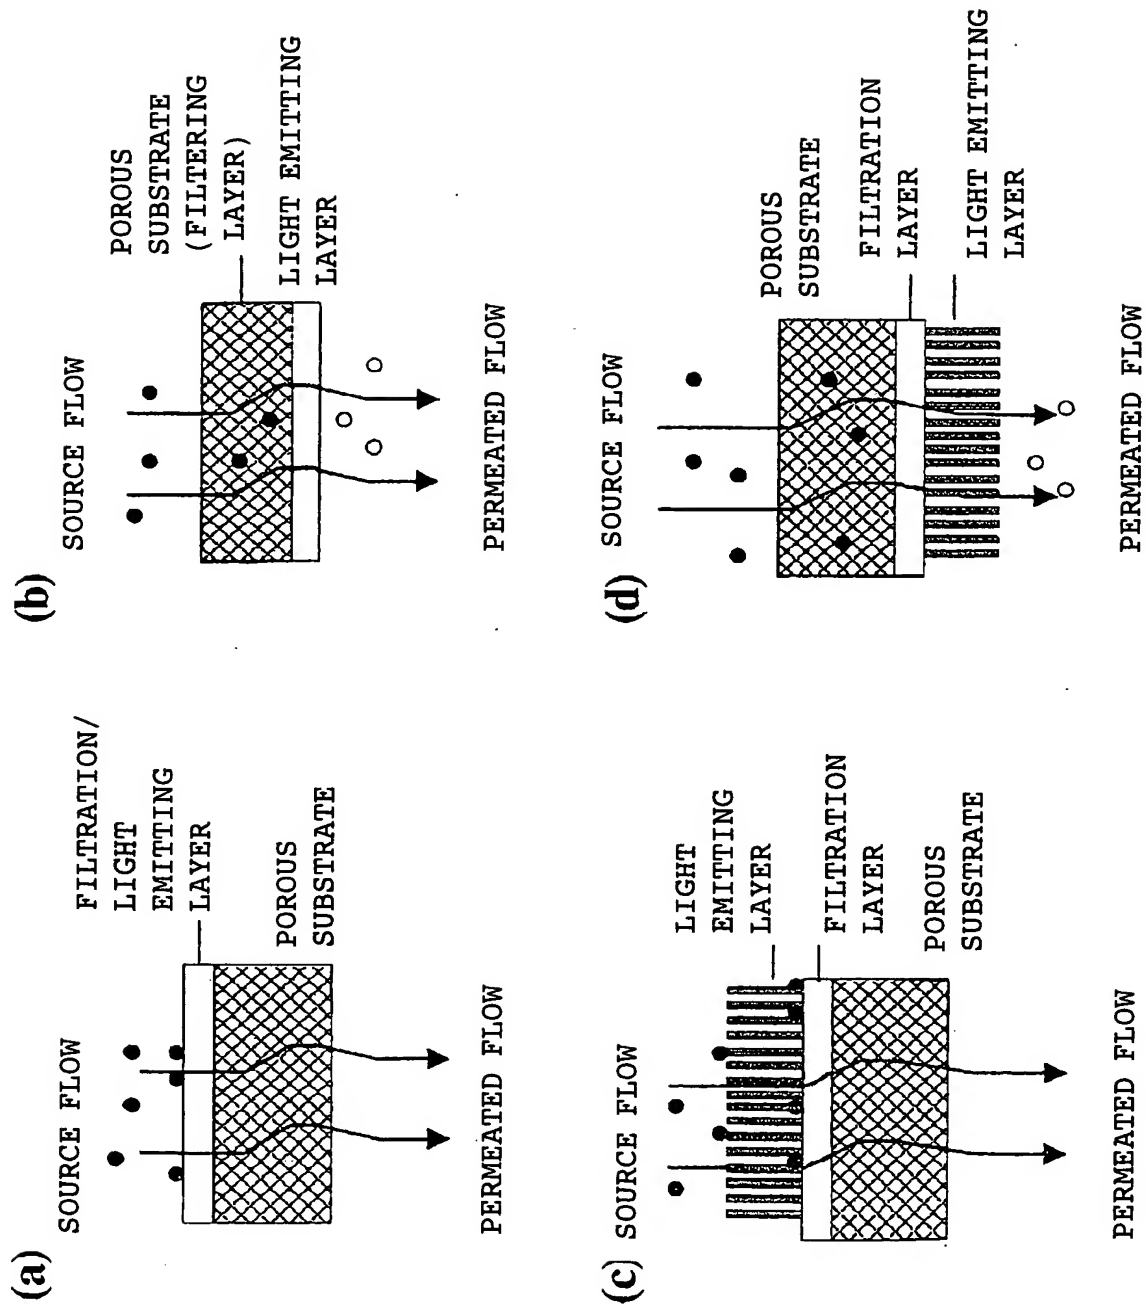 (a)
SOURCE FLOW
FILTRATION/
LIGHT
EMITTING
LAYER
POROUS
SUBSTRATE
PERMEATED FLOW
(b)
SOURCE FLOW
POROUS
SUBSTRATE
(FILTERING
LAYER)
LIGHT EMITTING
LAYER
PERMEATED FLOW
(c)
SOURCE FLOW
LIGHT
EMITTING
LAYER
FILTRATION
LAYER
POROUS
SUBSTRATE
PERMEATED FLOW
(d)
SOURCE FLOW
POROUS
SUBSTRATE
FILTRATION
LAYER
LIGHT EMITTING
LAYER
PERMEATED FLOW